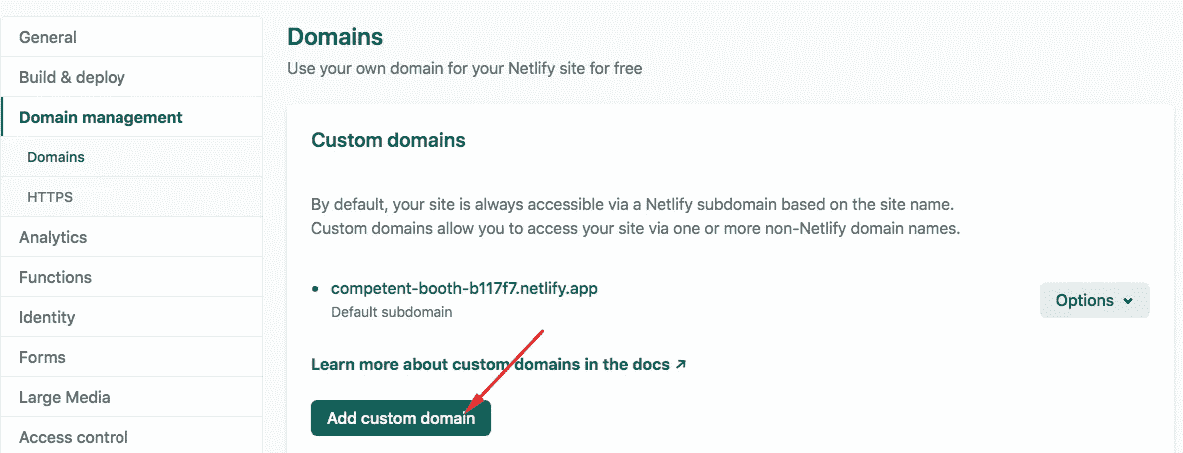 General
Build & deploy
Domain management
Domains
HTTPS
Analytics
Functions
Identity
Forms
Large Media
Access control
Domains
Use your own domain for your Netlify site for free
Custom domains
By default, your site is always accessible via a Netlify subdomain based on the site name.
Custom domains allow you to access your site via one or more non-Netlify domain names.
competent-booth-b117f7.netlify.app
Default subdomain
Options
Learn more about custom domains in the docs ↗
Add custom domain